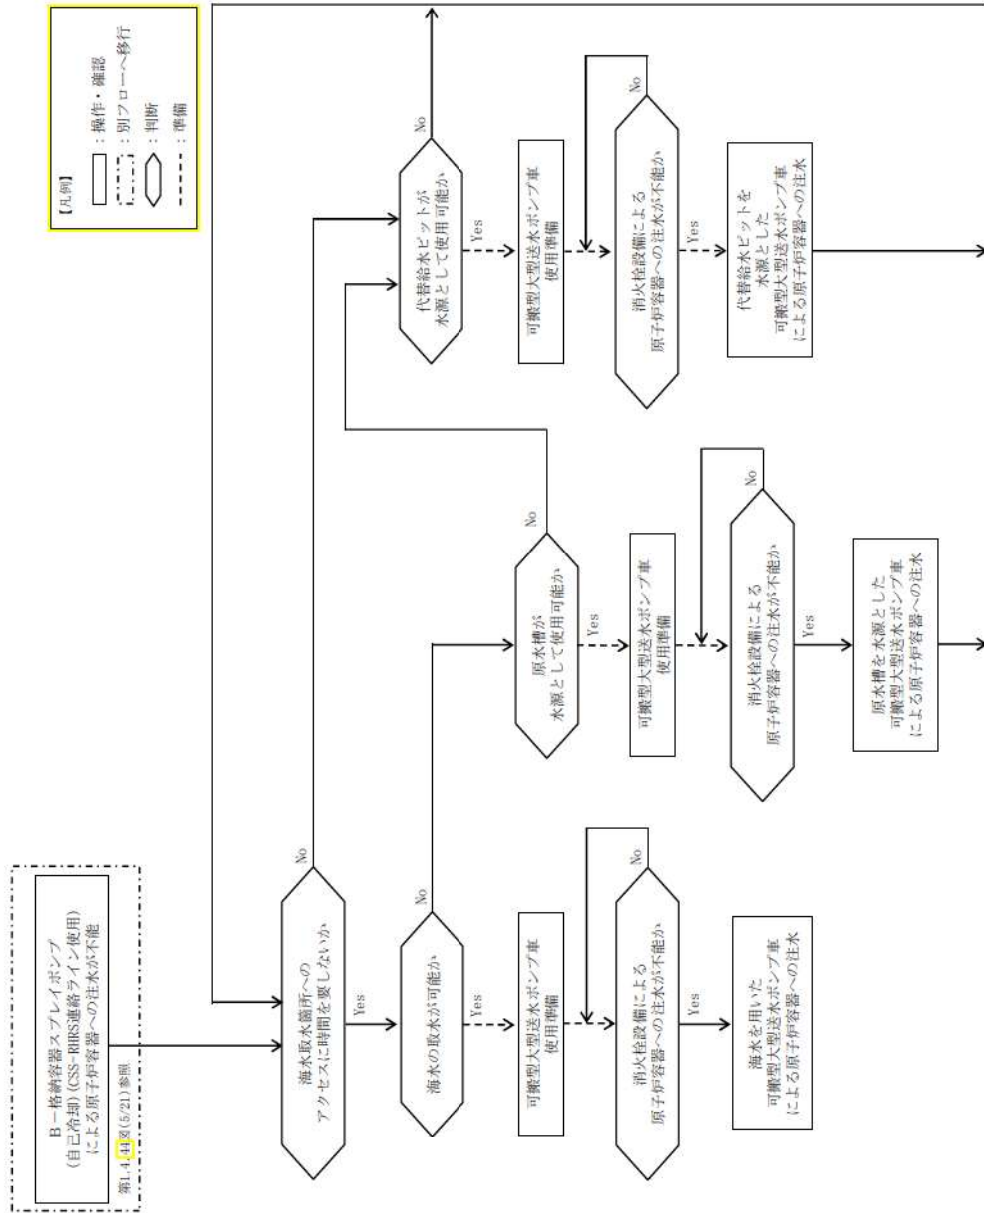 B－格納容器スプレイポンプ
(自己冷却)(CSS-RHRS連絡ライン使用)
による原子炉容器への注水が不能
第1.4.44図(5/21)参照
海水取水箇所への
アクセスに時間を要しないか
No
Yes
海水の取水が可能か
No
Yes
可搬型大型送水ポンプ車
使用準備
消火栓設備による
原子炉容器への注水が不能か
No
Yes
海水を用いた
可搬型大型送水ポンプ車
による原子炉容器への注水
原水槽が
水源として使用可能か
No
Yes
可搬型大型送水ポンプ車
使用準備
消火栓設備による
原子炉容器への注水が不能か
No
Yes
原水槽を水源とした
可搬型大型送水ポンプ車
による原子炉容器への注水
代替給水ピットが
水源として使用可能か
No
Yes
可搬型大型送水ポンプ車
使用準備
消火栓設備による
原子炉容器への注水が不能か
No
Yes
代替給水ピットを
水源とした
可搬型大型送水ポンプ車
による原子炉容器への注水
【凡例】
：操作・確認
：別フローへ移行
：判断
：準備